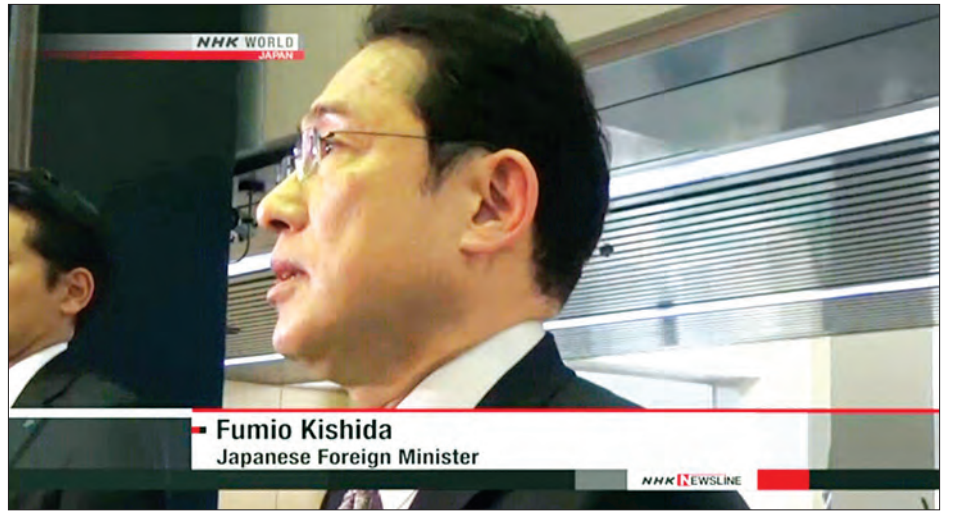 NHK WORLD
JAPAN
Fumio Kishida
Japanese Foreign Minister
NHK NEWSLINE